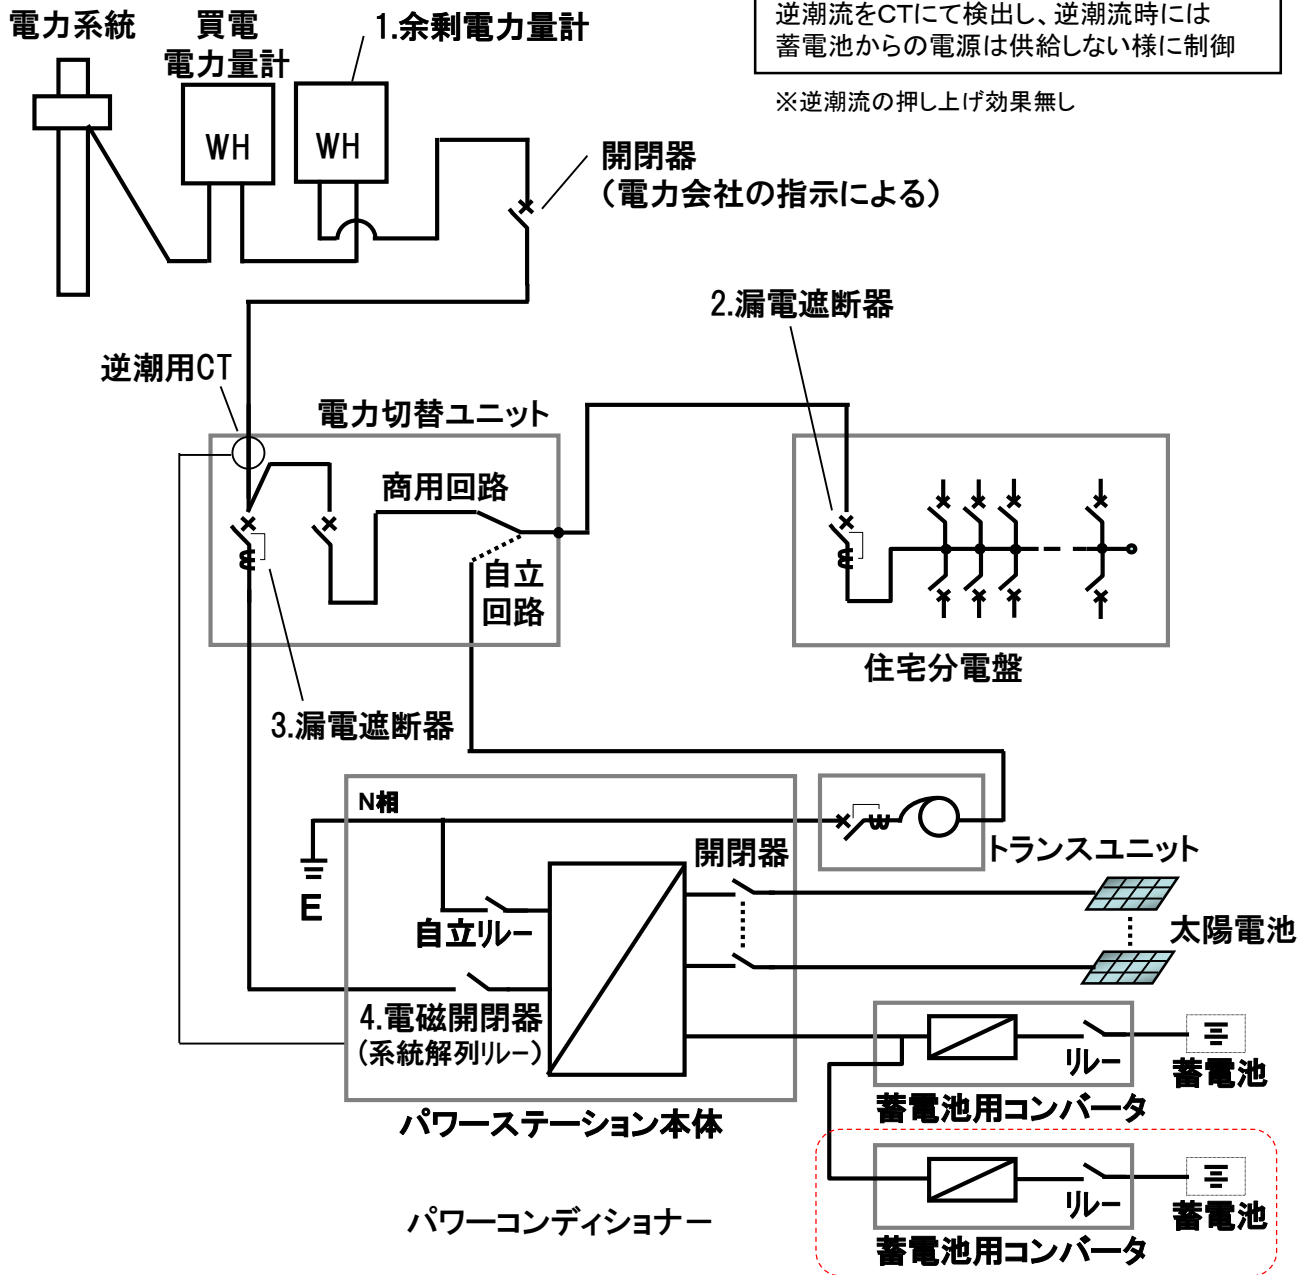 逆潮流をCTにて検出し、逆潮流時には
蓄電池からの電源は供給しない様に制御
※逆潮流の押し上げ効果無し
電力系統
買電
電力量計
1.余剰電力量計
WH
WH
開閉器
(電力会社の指示による)
2.漏電遮断器
逆潮用CT
電力切替ユニット
商用回路
自立
回路
住宅分電盤
3.漏電遮断器
N相
開閉器
トランスユニット
E
自立リレー
太陽電池
4.電磁開閉器
(系統解列リレー)
リレー
蓄電池
蓄電池用コンバータ
パワーステーション本体
リレー
蓄電池
蓄電池用コンバータ
パワーコンディショナー